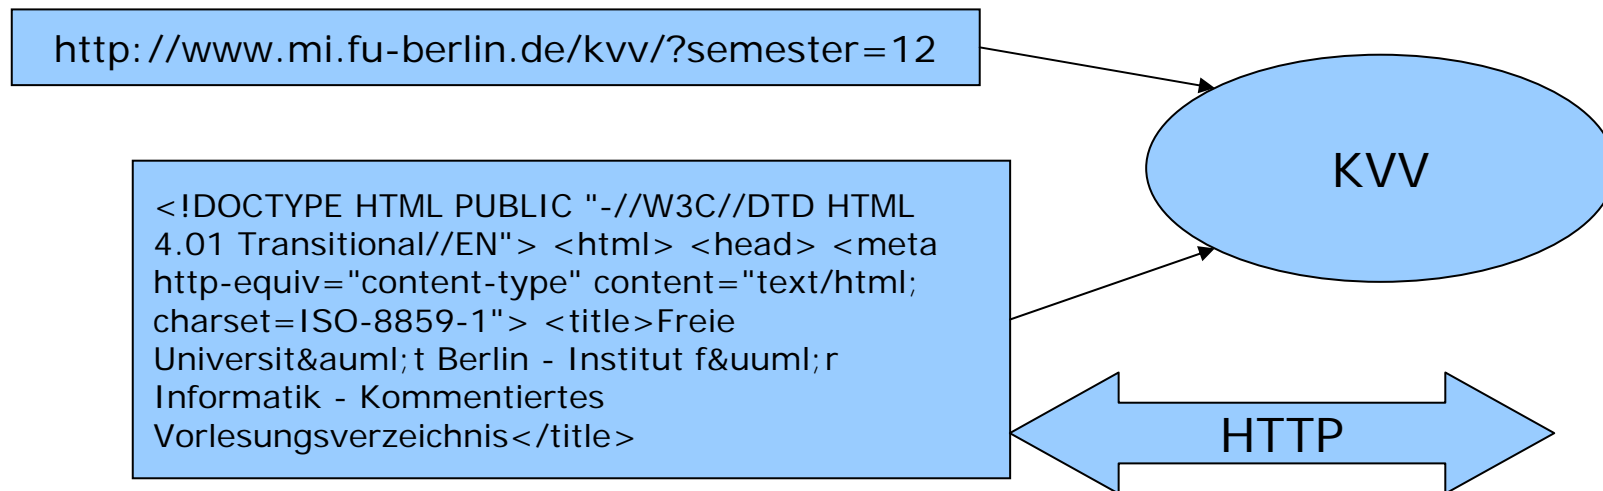 http://www.mi.fu-berlin.de/kvv/?semester=12
KVV
<!DOCTYPE HTML PUBLIC "-//W3C//DTD HTML
4.01 Transitional//EN"> <html> <head> <meta
http-equiv="content-type" content="text/html;
charset=ISO-8859-1"> <title>Freie
Universit&auml;t Berlin - Institut f&uuml;r
Informatik - Kommentiertes
Vorlesungsverzeichnis</title>
HTTP